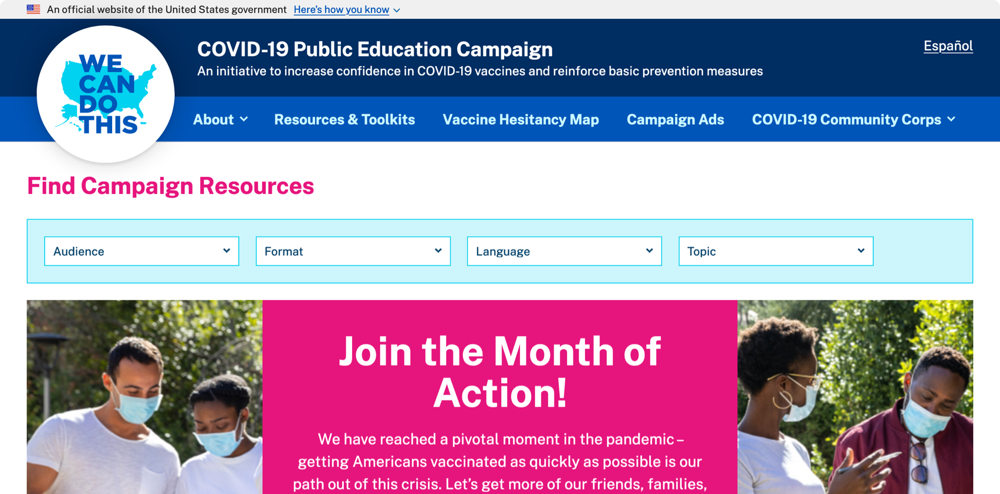 An official website of the United States government Here’s how you know
WE
CAN
DO
THIS
COVID-19 Public Education Campaign
An initiative to increase confidence in COVID-19 vaccines and reinforce basic prevention measures
Español
About Resources & Toolkits Vaccine Hesitancy Map Campaign Ads COVID-19 Community Corps
Find Campaign Resources
Audience Format Language Topic
Join the Month of
Action!
We have reached a pivotal moment in the pandemic –
getting Americans vaccinated as quickly as possible is our
path out of this crisis. Let’s get more of our friends, families,